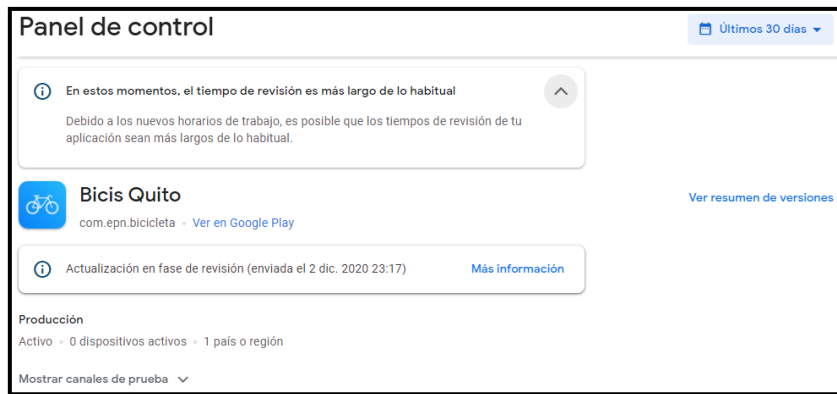 Panel de control
Últimos 30 días
En estos momentos, el tiempo de revisión es más largo de lo habitual
Debido a los nuevos horarios de trabajo, es posible que los tiempos de revisión de tu
aplicación sean más largos de lo habitual.
Bicis Quito
Ver resumen de versiones
com.epn.bicicleta • Ver en Google Play
Actualización en fase de revisión (enviada el 2 dic. 2020 23:17) Más información
Producción
Activo • 0 dispositivos activos • 1 país o región
Mostrar canales de prueba